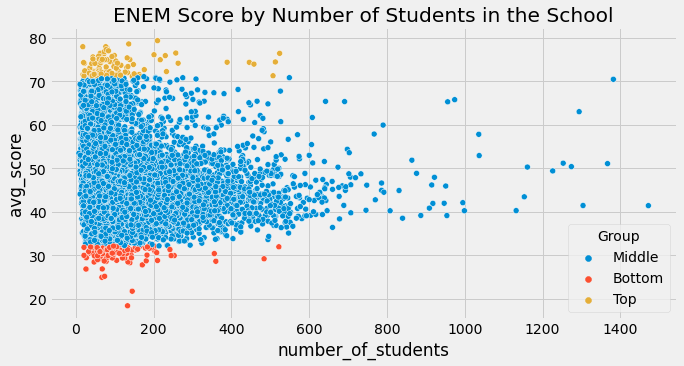 ENEM Score by Number of Students in the School
avg_score
80
70
60
50
40
30
20
0
200
400
600
800
1000
1200
1400
number_of_students
Group
Middle
Bottom
Top